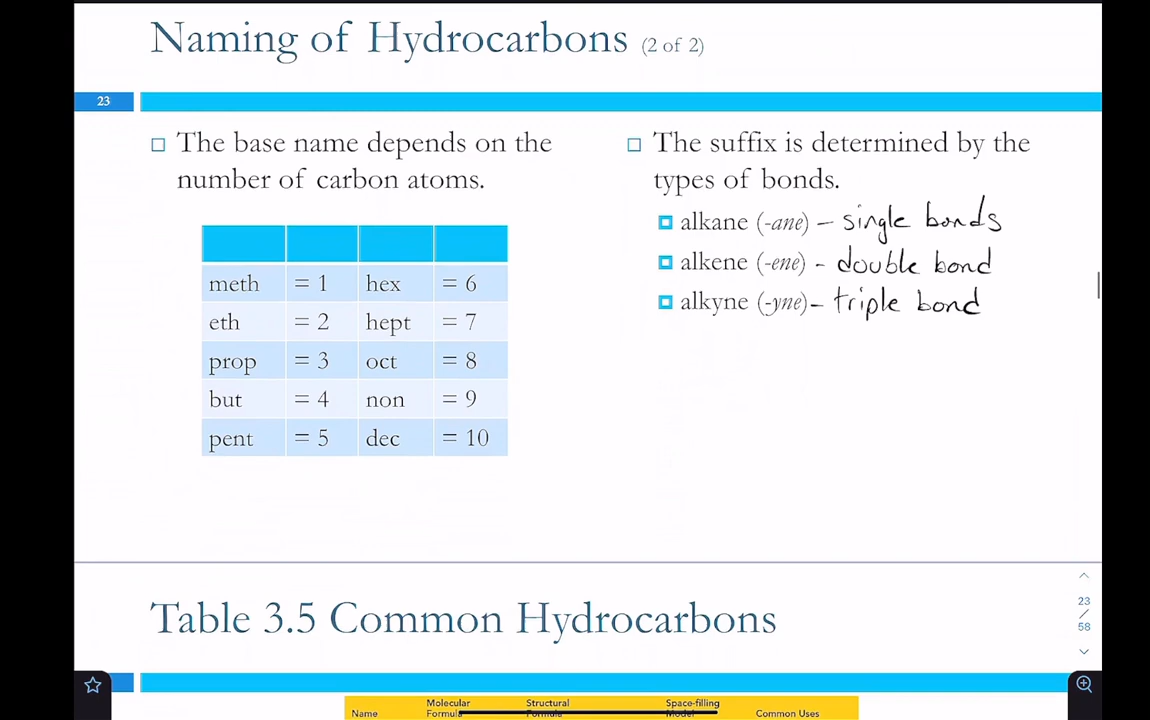 Naming of Hydrocarbons (2 of 2)
23
The base name depends on the
number of carbon atoms.
meth = 1 hex = 6
eth = 2 hept = 7
prop = 3 oct = 8
but = 4 non = 9
pent = 5 dec = 10
The suffix is determined by the
types of bonds.
alkane (-ane) – single bonds
alkene (-ene) - double bond
alkyne (-yne) – triple bond
Table 3.5 Common Hydrocarbons
23
/
58
Name
Molecular
Formula
Structural
Formula
Space-filling
Model
Common Uses